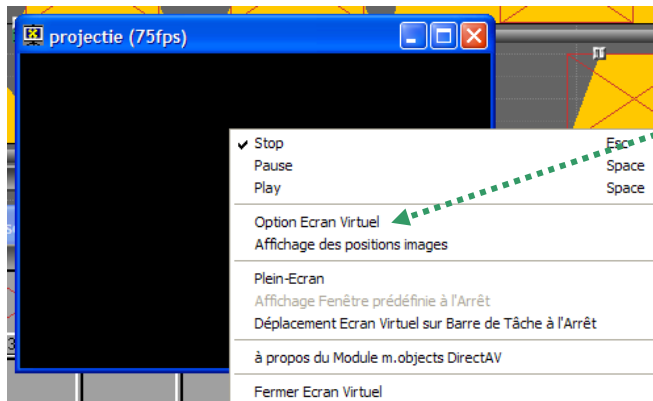 projectie (75fps)
Stop Esc
Pause Space
Play Space
Option Ecran Virtuel
Affichage des positions images
Plein-Ecran
Affichage Fenêtre prédéfinie à l'Arrêt
Déplacement Ecran Virtuel sur Barre de Tâche à l'Arrêt
à propos du Module m.objects DirectAV
Fermer Ecran Virtuel